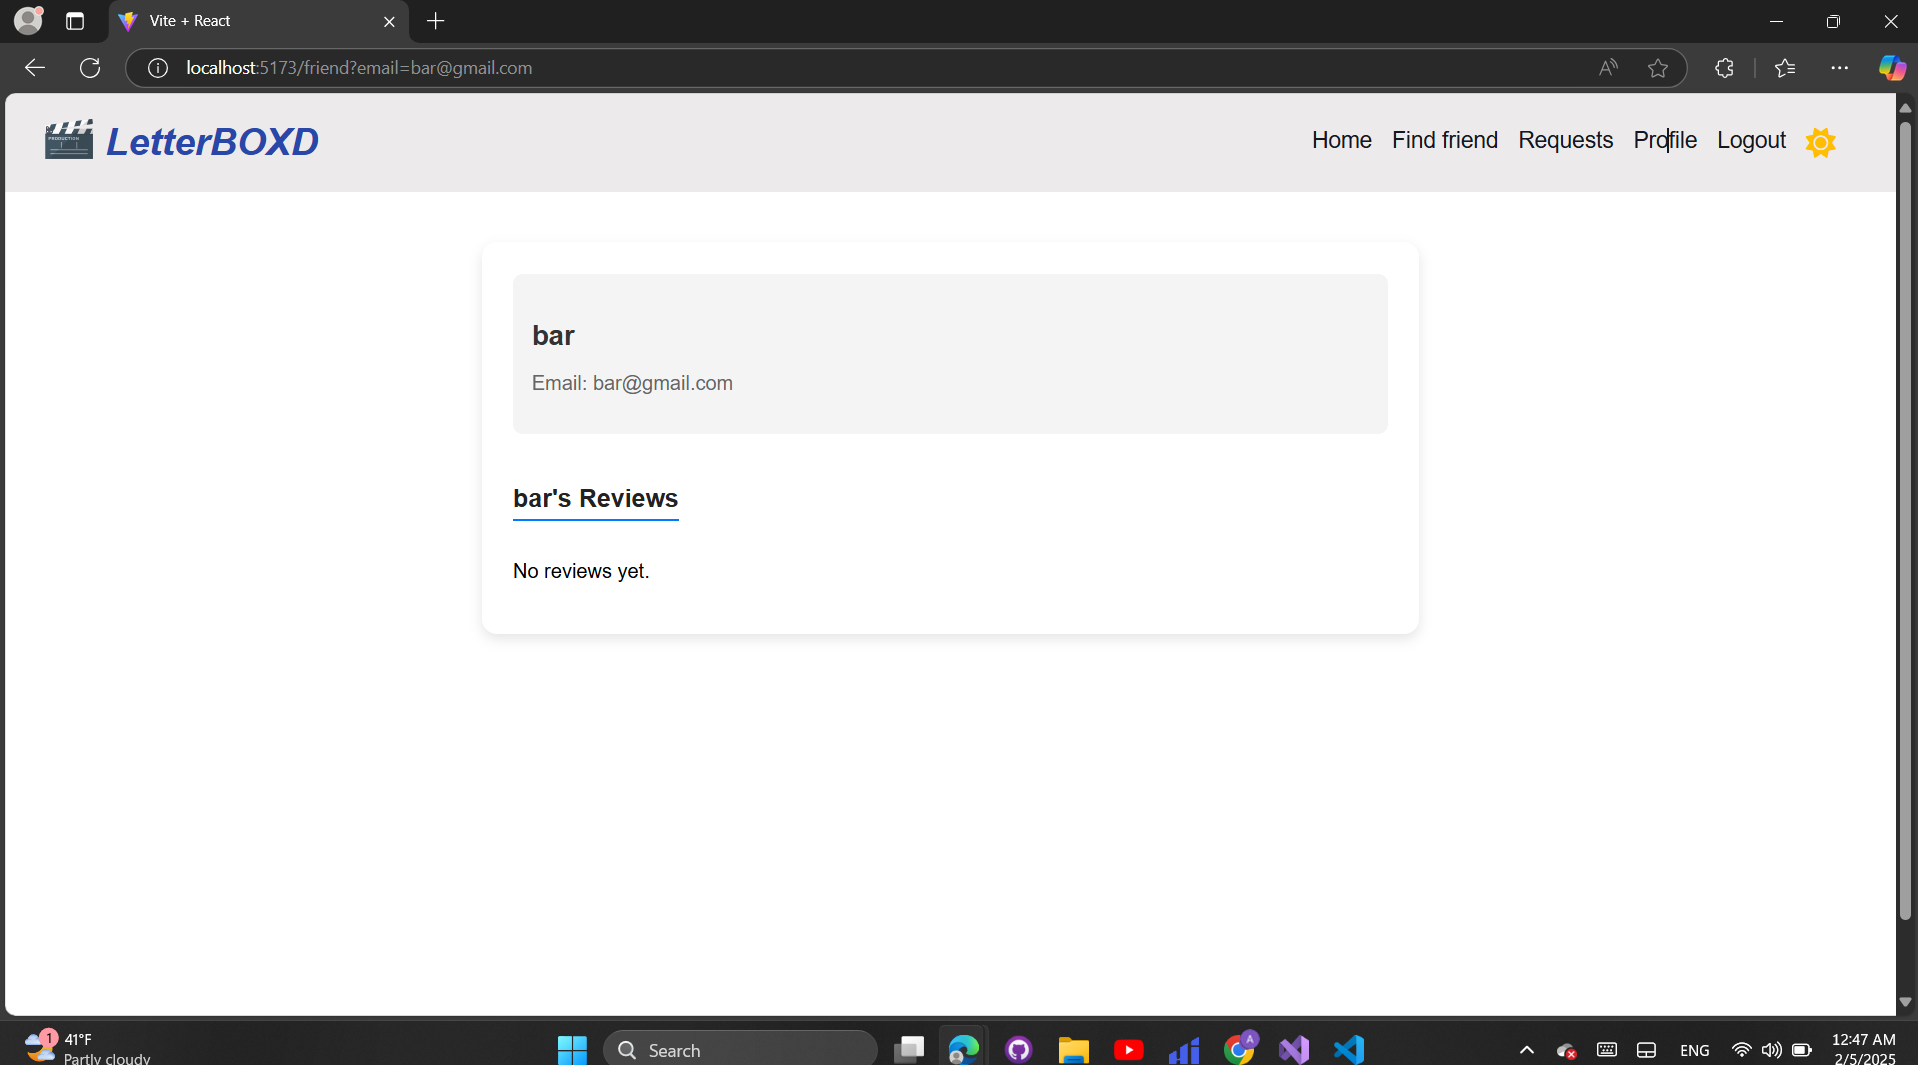 Vite + React
localhost:5173/friend?email=bar@gmail.com
PRODUCTION
LetterBOXD
Home Find friend Requests Profile Logout
bar
Email: bar@gmail.com
bar's Reviews
No reviews yet.
1
41°F
Partly cloudy
Search
A
ENG
12:47 AM
2/5/2025